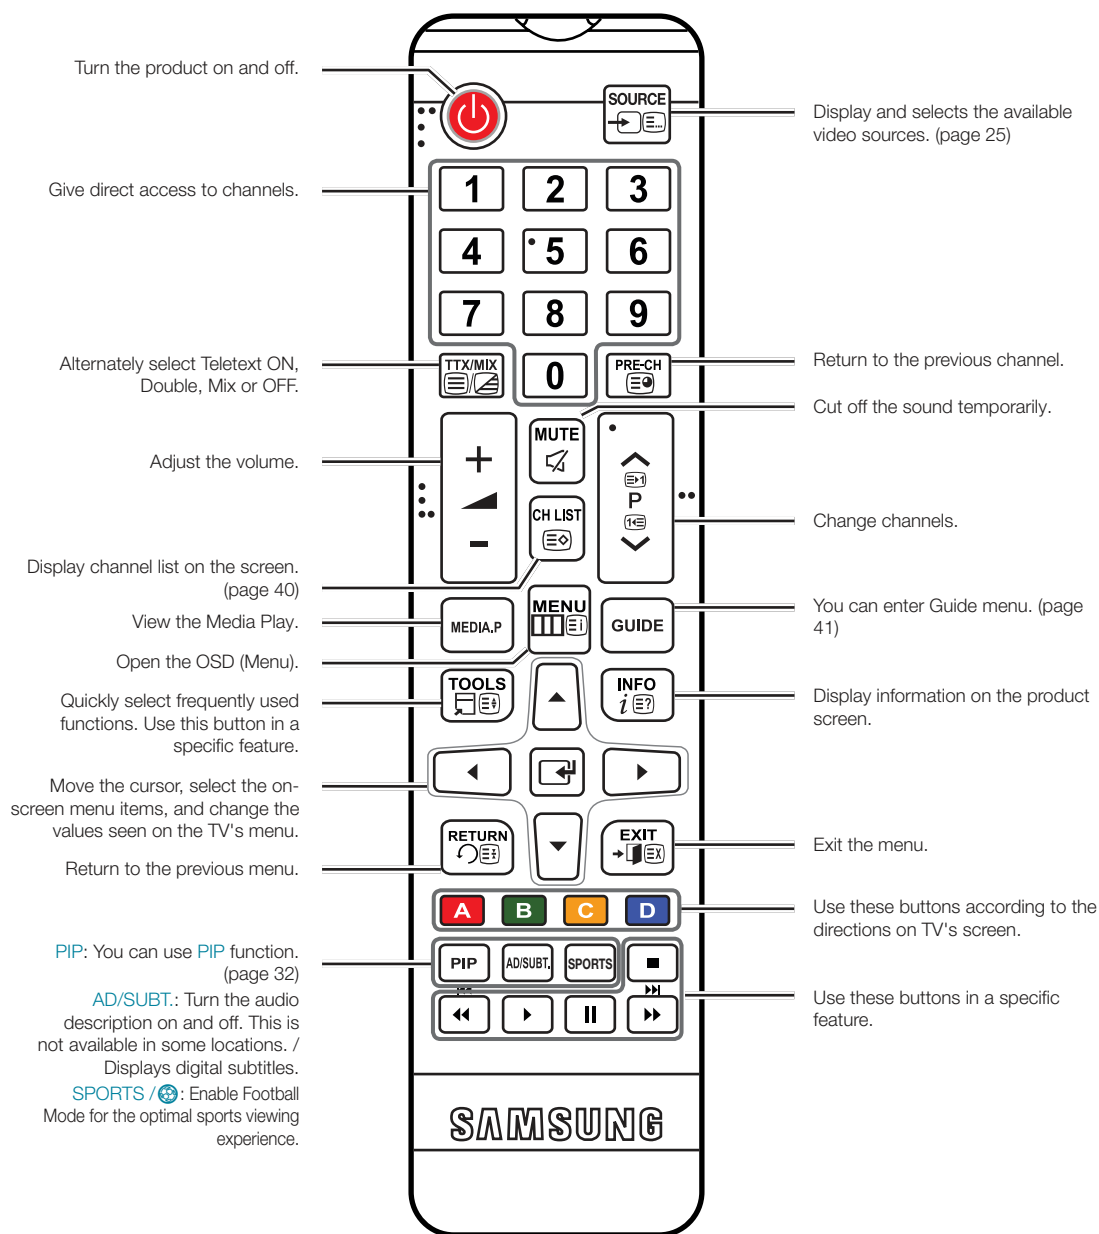 Turn the product on and off.
Give direct access to channels.
Alternately select Teletext ON,
Double, Mix or OFF.
Adjust the volume.
Display channel list on the screen.
(page 40)
View the Media Play.
Open the OSD (Menu).
Quickly select frequently used
functions. Use this button in a
specific feature.
Move the cursor, select the on-
screen menu items, and change the
values seen on the TV's menu.
Return to the previous menu.
PIP: You can use PIP function.
(page 32)
AD/SUBT.: Turn the audio
description on and off. This is
not available in some locations. /
Displays digital subtitles.
SPORTS / : Enable Football
Mode for the optimal sports viewing
experience.
SOURCE
1 2 3
4 5 6
7 8 9
TTX/MIX 0 PRE-CH
MUTE
P
CH LIST
MEDIA.P MENU GUIDE
TOOLS INFO
RETURN EXIT
A B C D
PIP AD/SUBT. SPORTS
SAMSUNG
Display and selects the available
video sources. (page 25)
Return to the previous channel.
Cut off the sound temporarily.
Change channels.
You can enter Guide menu. (page
41)
Display information on the product
screen.
Exit the menu.
Use these buttons according to the
directions on TV's screen.
Use these buttons in a specific
feature.